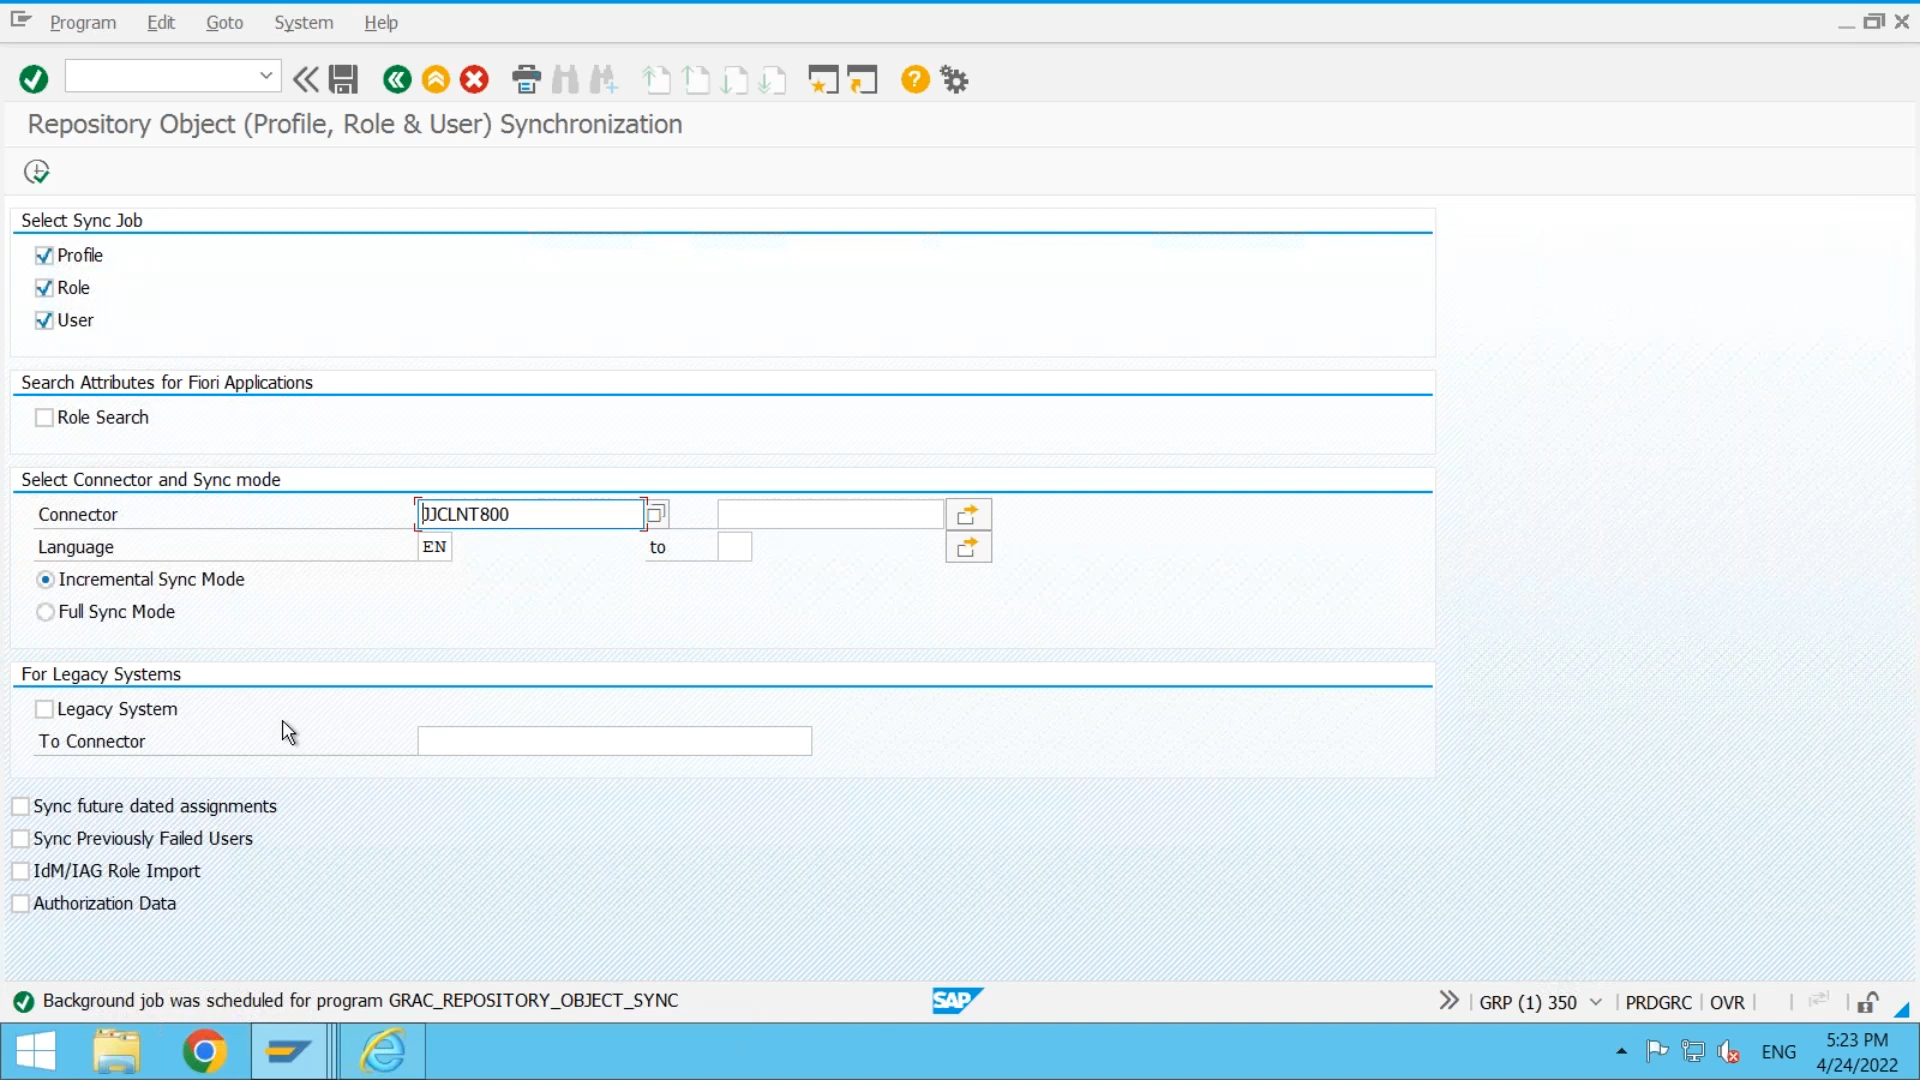 Program Edit Goto System Help
Repository Object (Profile, Role & User) Synchronization
Select Sync Job
Profile
Role
User
Search Attributes for Fiori Applications
Role Search
Select Connector and Sync mode
Connector JJCLNT800
Language EN to
Incremental Sync Mode
Full Sync Mode
For Legacy Systems
Legacy System
To Connector
Sync future dated assignments
Sync Previously Failed Users
IdM/IAG Role Import
Authorization Data
Background job was scheduled for program GRAC_REPOSITORY_OBJECT_SYNC SAP GRP (1) 350 PRDGRC OVR
ENG 5:23 PM
4/24/2022